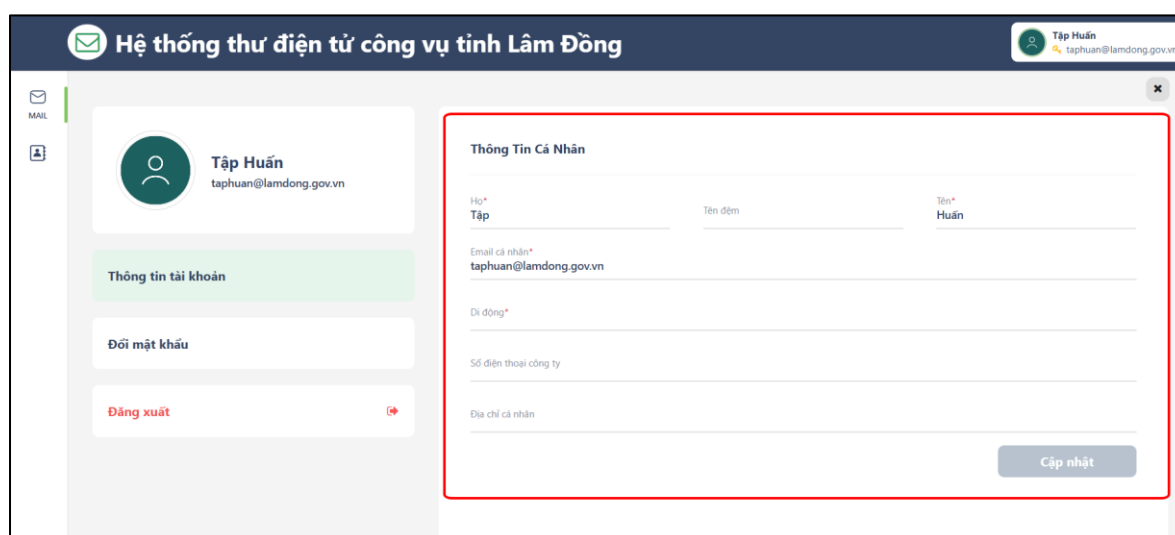 Hệ thống thư điện tử công vụ tỉnh Lâm Đồng
Tập Huấn
taphuan@lamdong.gov.vn
MAIL
Tập Huấn
taphuan@lamdong.gov.vn
Thông tin tài khoản
Đổi mật khẩu
Đăng xuất
Thông Tin Cá Nhân
Họ* Tên đệm Tên*
Tập Huấn
Email cá nhân*
taphuan@lamdong.gov.vn
Di động*
Số điện thoại công ty
Địa chỉ cá nhân
Cập nhật